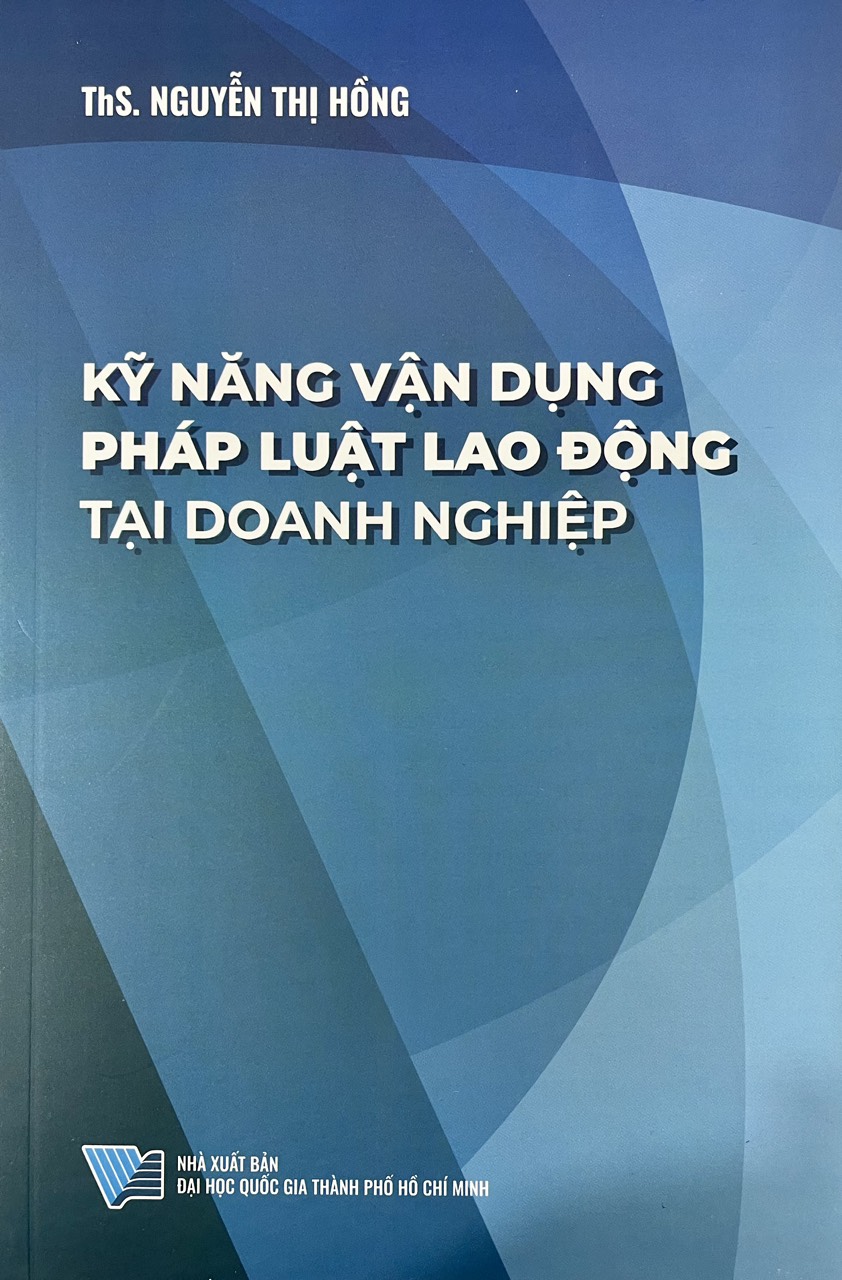 ThS. NGUYỄN THỊ HỒNG
KỸ NĂNG VẬN DỤNG
PHÁP LUẬT LAO ĐỘNG
TẠI DOANH NGHIỆP
NHÀ XUẤT BẢN
ĐẠI HỌC QUỐC GIA THÀNH PHỐ HỒ CHÍ MINH